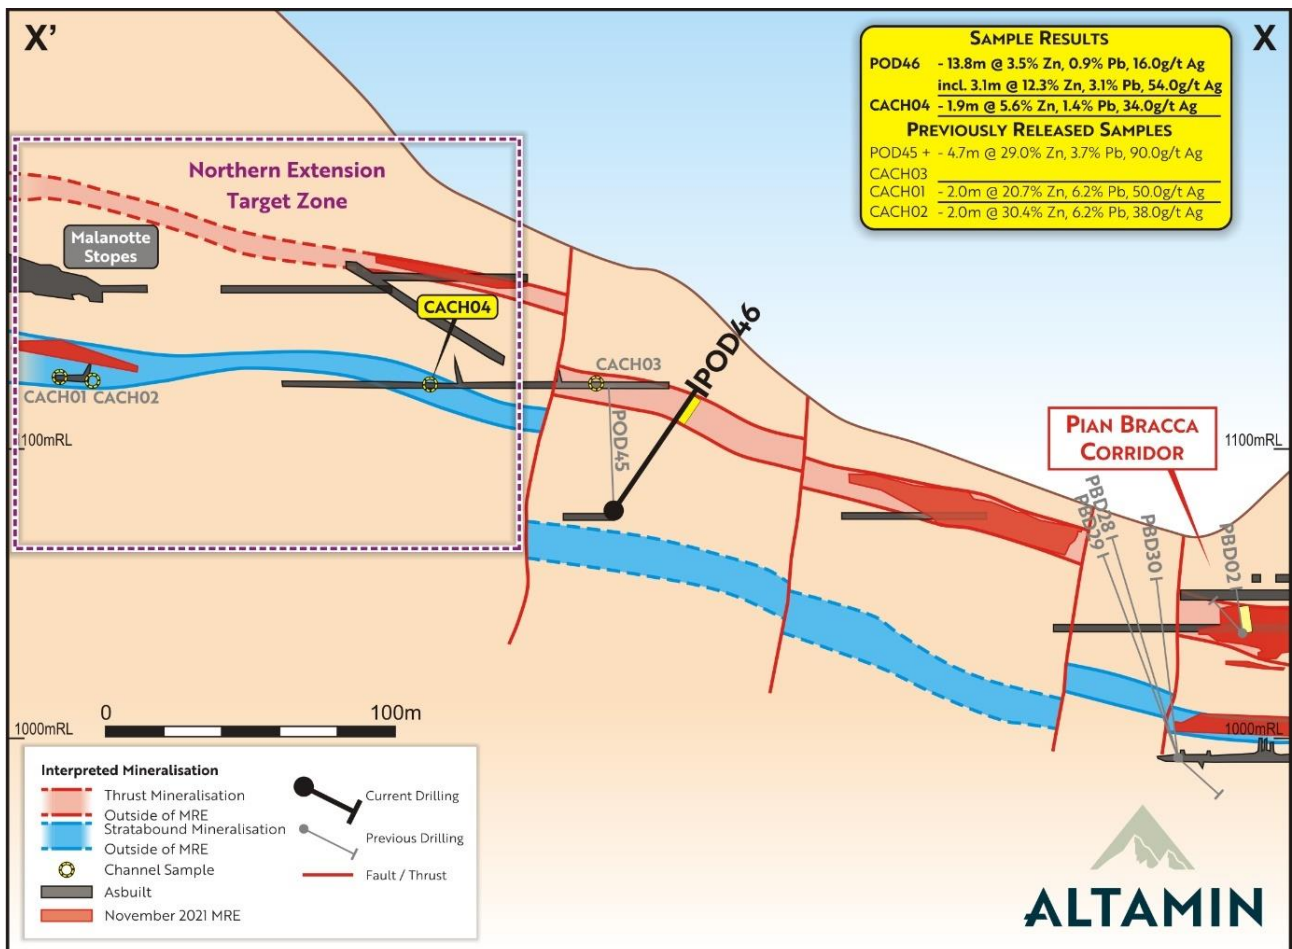 X'
X
SAMPLE RESULTS
POD46 - 13.8m @ 3.5% Zn, 0.9% Pb, 16.0g/t Ag
incl. 3.1m @ 12.3% Zn, 3.1% Pb, 54.0g/t Ag
CACH04 - 1.9m @ 5.6% Zn, 1.4% Pb, 34.0g/t Ag
PREVIOUSLY RELEASED SAMPLES
POD45 + - 4.7m @ 29.0% Zn, 3.7% Pb, 90.0g/t Ag
CACH03
CACH01 - 2.0m @ 20.7% Zn, 6.2% Pb, 50.0g/t Ag
CACH02 - 2.0m @ 30.4% Zn, 6.2% Pb, 38.0g/t Ag
Northern Extension
Target Zone
Malanotte
Stopes
CACH04
POD46
CACH03
CACH01 CACH02
POD45
PIAN BRACCA
CORRIDOR
100mRL
1100mRL
PBD28
PBD29
PBD30
PBD02
0 100m
1000mRL
1000mRL
Interpreted Mineralisation
Thrust Mineralisation
Outside of MRE
Stratabound Mineralisation
Outside of MRE
Channel Sample
Asbuilt
November 2021 MRE
Current Drilling
Previous Drilling
Fault / Thrust
ALTAMIN